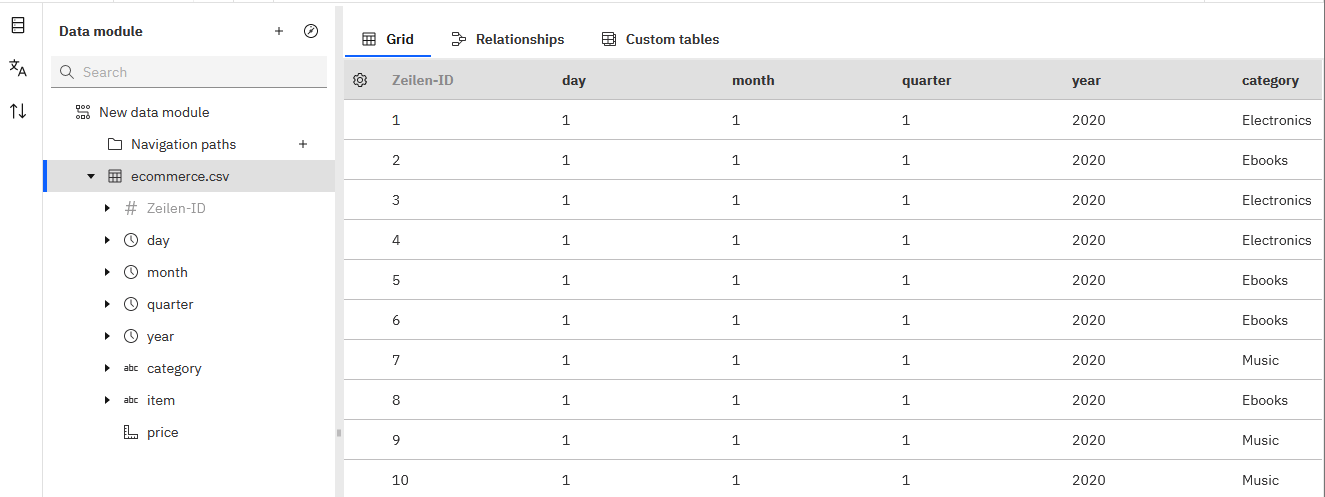 Data module
Search
New data module
Navigation paths
ecommerce.csv
Zeilen-ID
day
month
quarter
year
abc category
abc item
price
Grid Relationships Custom tables
Zeilen-ID day month quarter year category
1 1 1 1 2020 Electronics
2 1 1 1 2020 Ebooks
3 1 1 1 2020 Electronics
4 1 1 1 2020 Electronics
5 1 1 1 2020 Ebooks
6 1 1 1 2020 Ebooks
7 1 1 1 2020 Music
8 1 1 1 2020 Ebooks
9 1 1 1 2020 Music
10 1 1 1 2020 Music